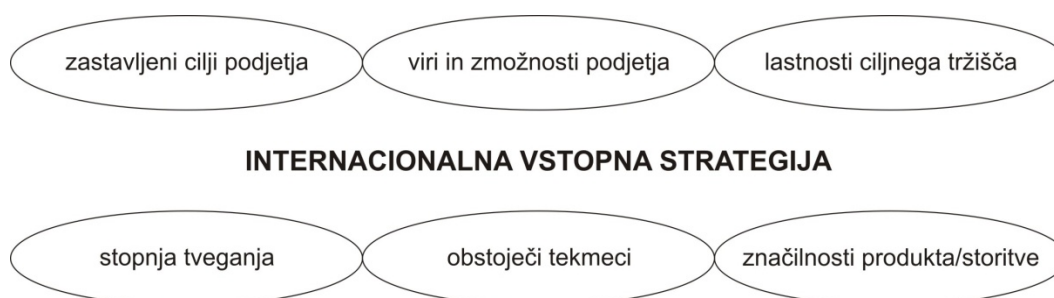 zastavljeni cilji podjetja
viri in zmožnosti podjetja
lastnosti ciljnega tržišča
INTERNACIONALNA VSTOPNA STRATEGIJA
stopnja tveganja
obstoječi tekmeci
značilnosti produkta/storitve